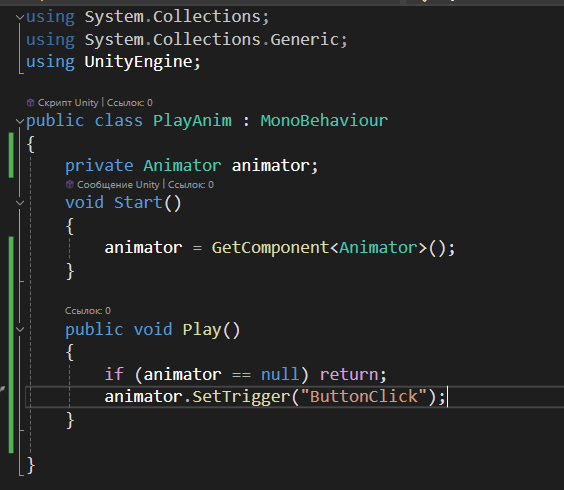 using System.Collections;
using System.Collections.Generic;
using UnityEngine;
Скрипт Unity | Ссылок: 0
public class PlayAnim : MonoBehaviour
{
private Animator animator;
Сообщение Unity | Ссылок: 0
void Start()
{
animator = GetComponent<Animator>();
}
Ссылок: 0
public void Play()
{
if (animator == null) return;
animator.SetTrigger("ButtonClick");
}
}